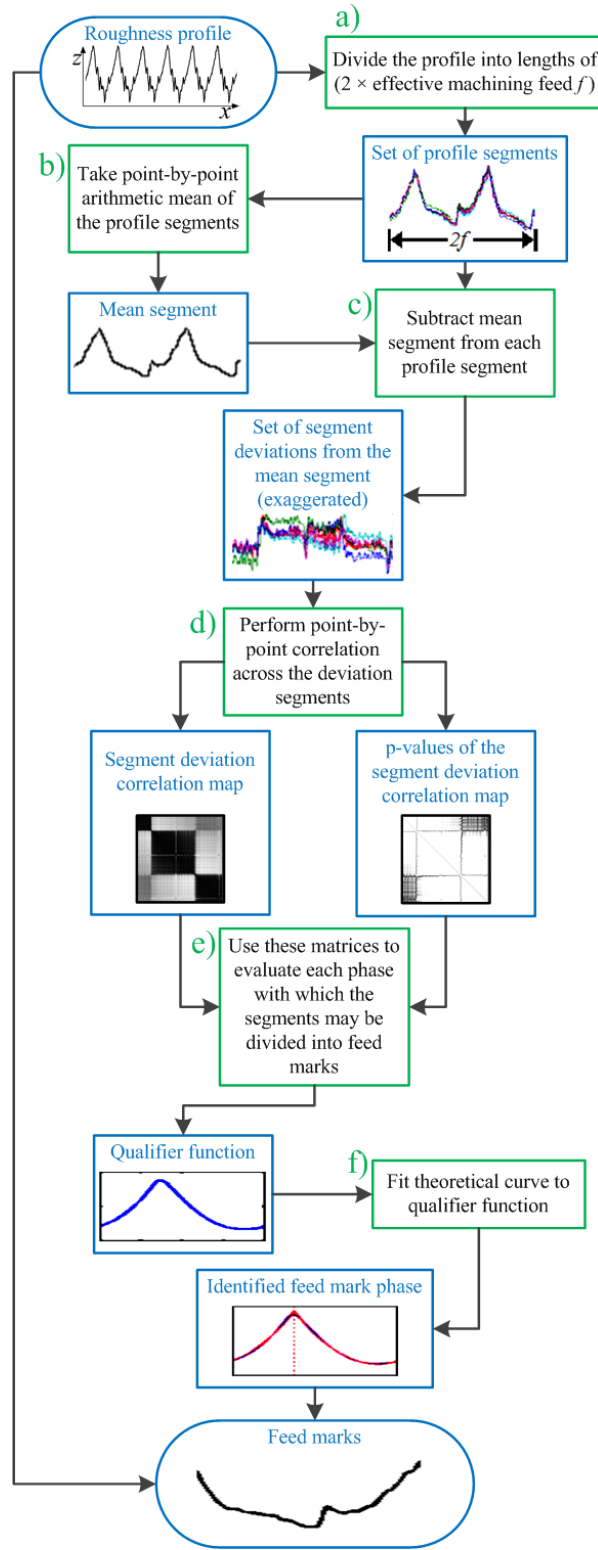 a)
Roughness profile
z
x
Divide the profile into lengths of
(2 × effective machining feed f)
b)
Set of profile segments
2f
Take point-by-point
arithmetic mean of
the profile segments
c)
Mean segment
Subtract mean
segment from each
profile segment
Set of segment
deviations from the
mean segment
(exaggerated)
d)
Perform point-by-
point correlation
across the deviation
segments
Segment deviation
correlation map
p-values of the
segment deviation
correlation map
e)
Use these matrices to
evaluate each phase
with which the
segments may be
divided into feed
marks
Qualifier function
f)
Fit theoretical curve to
qualifier function
Identified feed mark phase
Feed marks